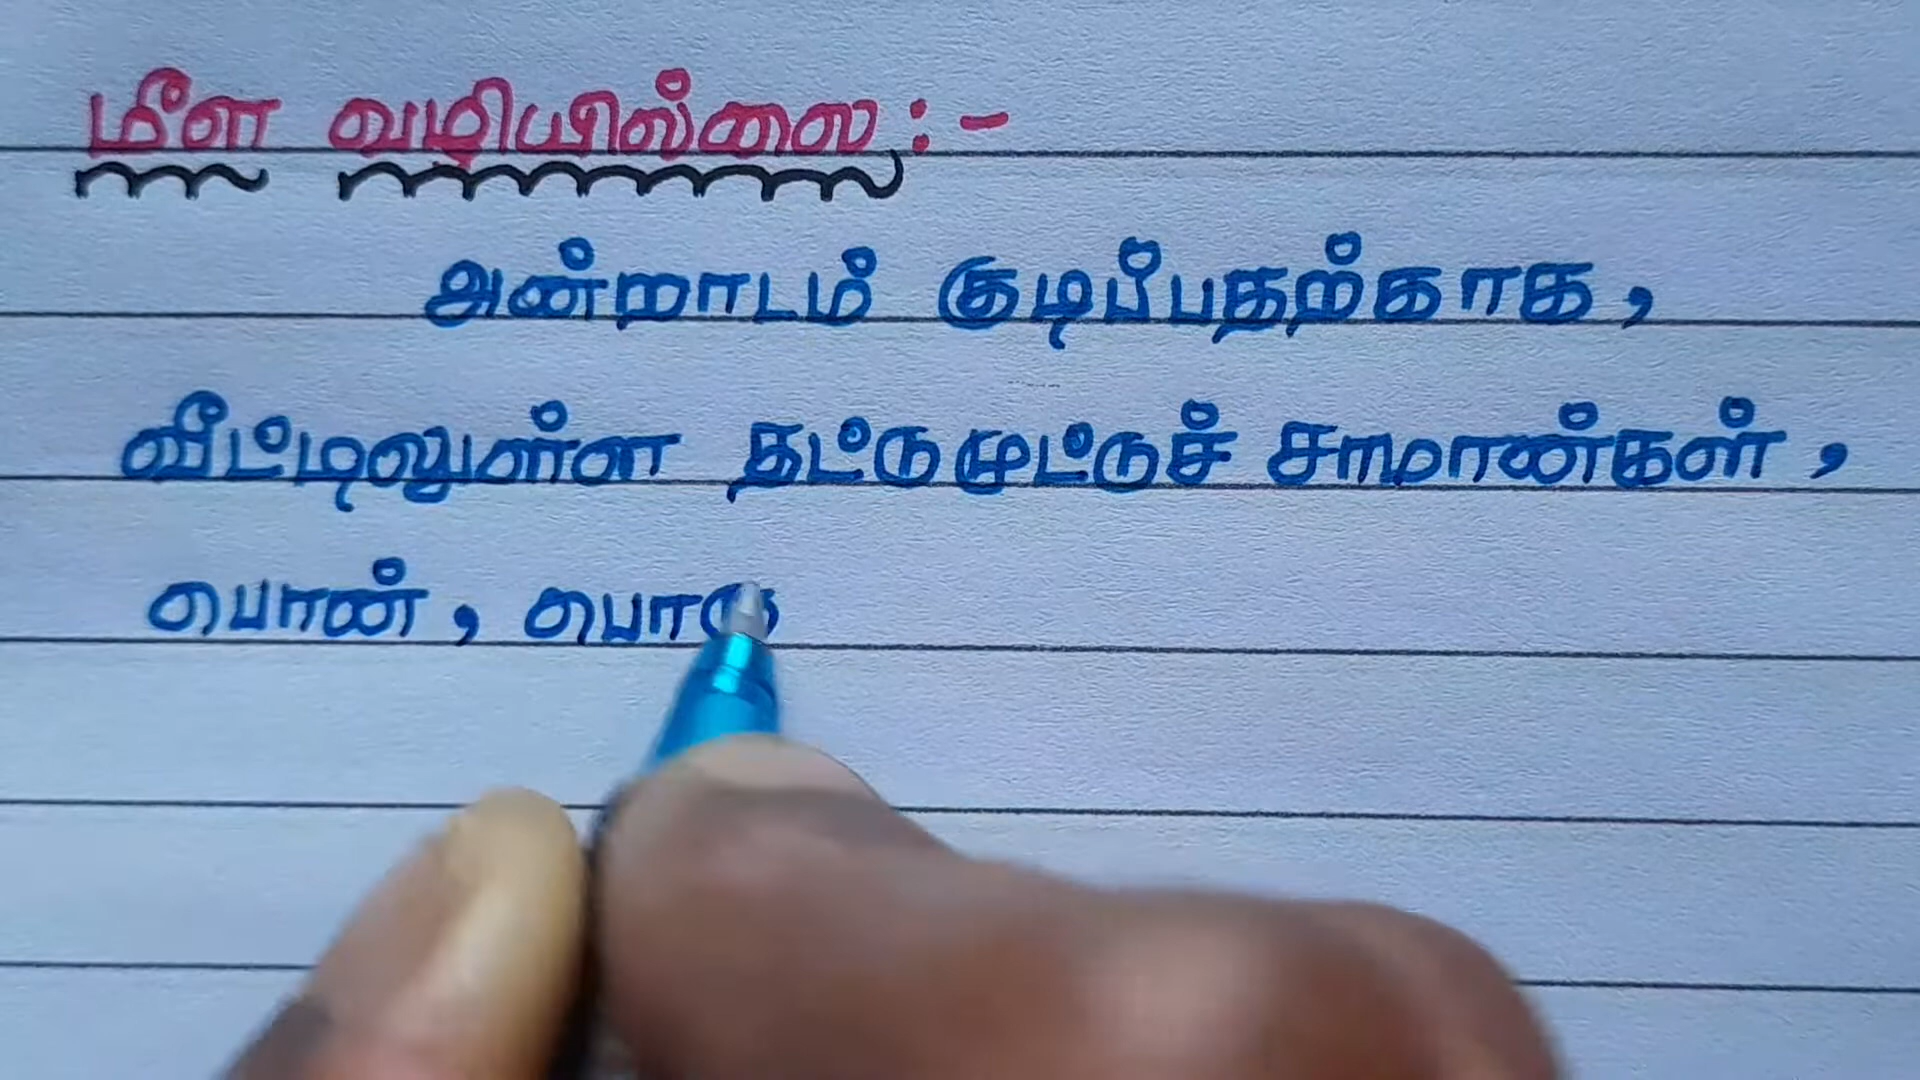 மீள வழியில்லை :-
அன்றாடம் குடிப்பதற்காக,
வீட்டிலுள்ள தட்டுமுட்டுச் சாமான்கள்,
பொன்,